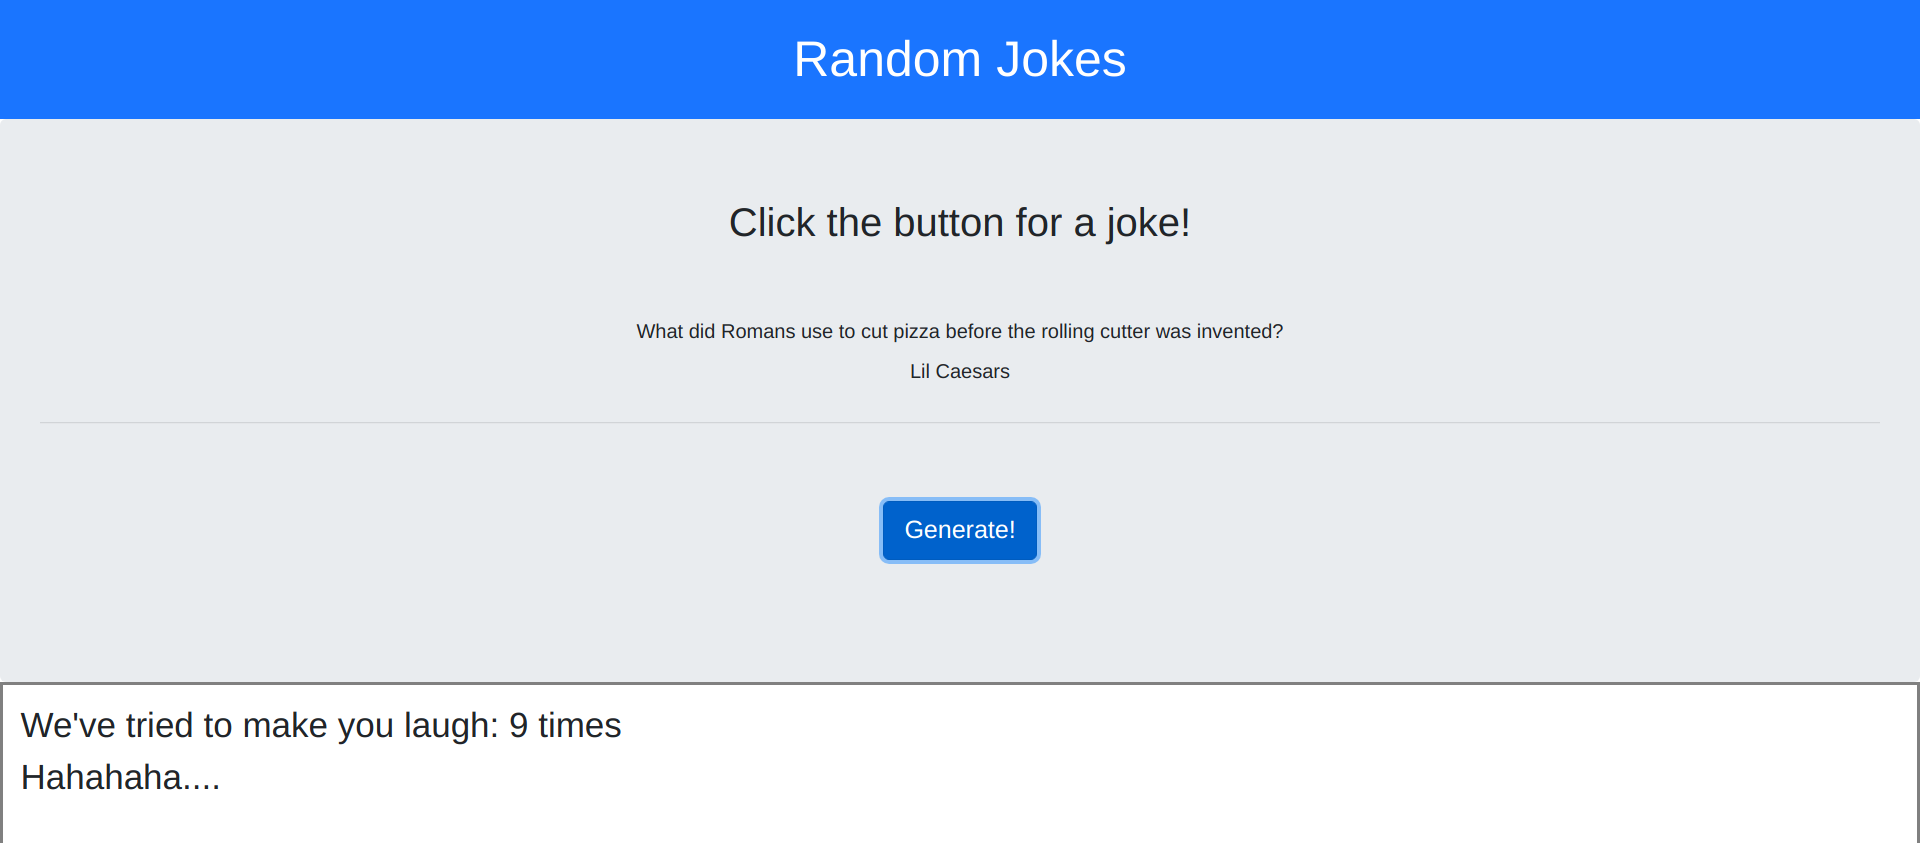 Random Jokes
Click the button for a joke!
What did Romans use to cut pizza before the rolling cutter was invented?
Lil Caesars
Generate!
We've tried to make you laugh: 9 times
Hahahaha....